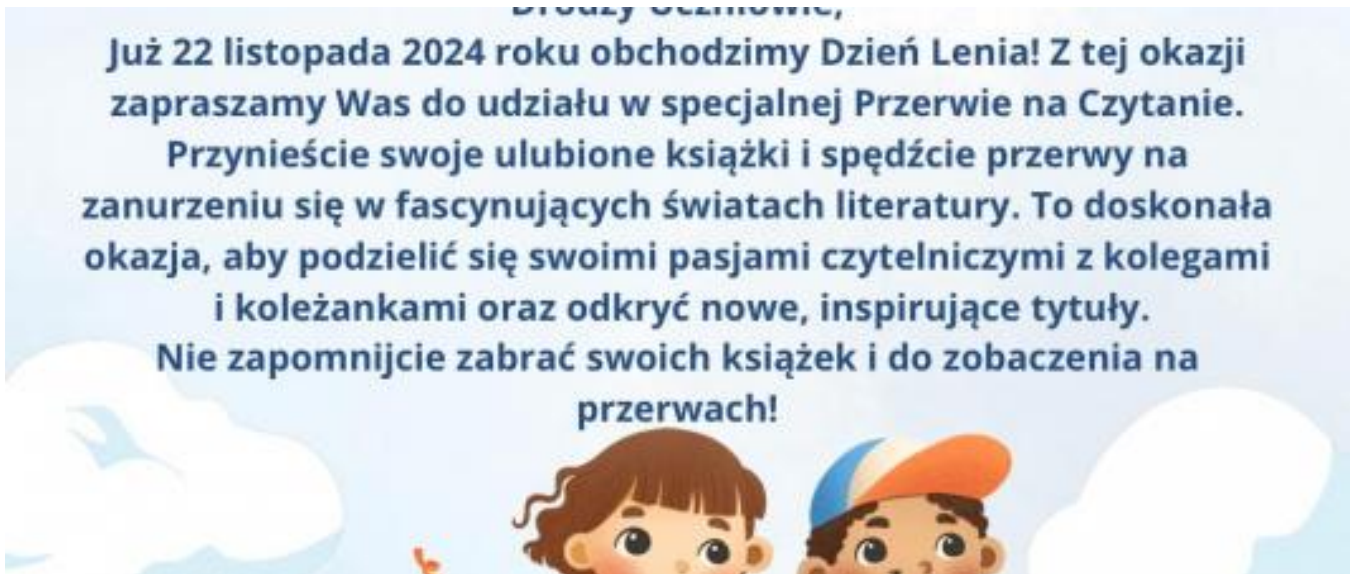 Drodzy Uczniowie,
Już 22 listopada 2024 roku obchodzimy Dzień Lenia! Z tej okazji
zapraszamy Was do udziału w specjalnej Przerwie na Czytanie.
Przynieście swoje ulubione książki i spędźcie przerwy na
zanurzeniu się w fascynujących światach literatury. To doskonała
okazja, aby podzielić się swoimi pasjami czytelniczymi z kolegami
i koleżankami oraz odkryć nowe, inspirujące tytuły.
Nie zapomnijcie zabrać swoich książek i do zobaczenia na
przerwach!